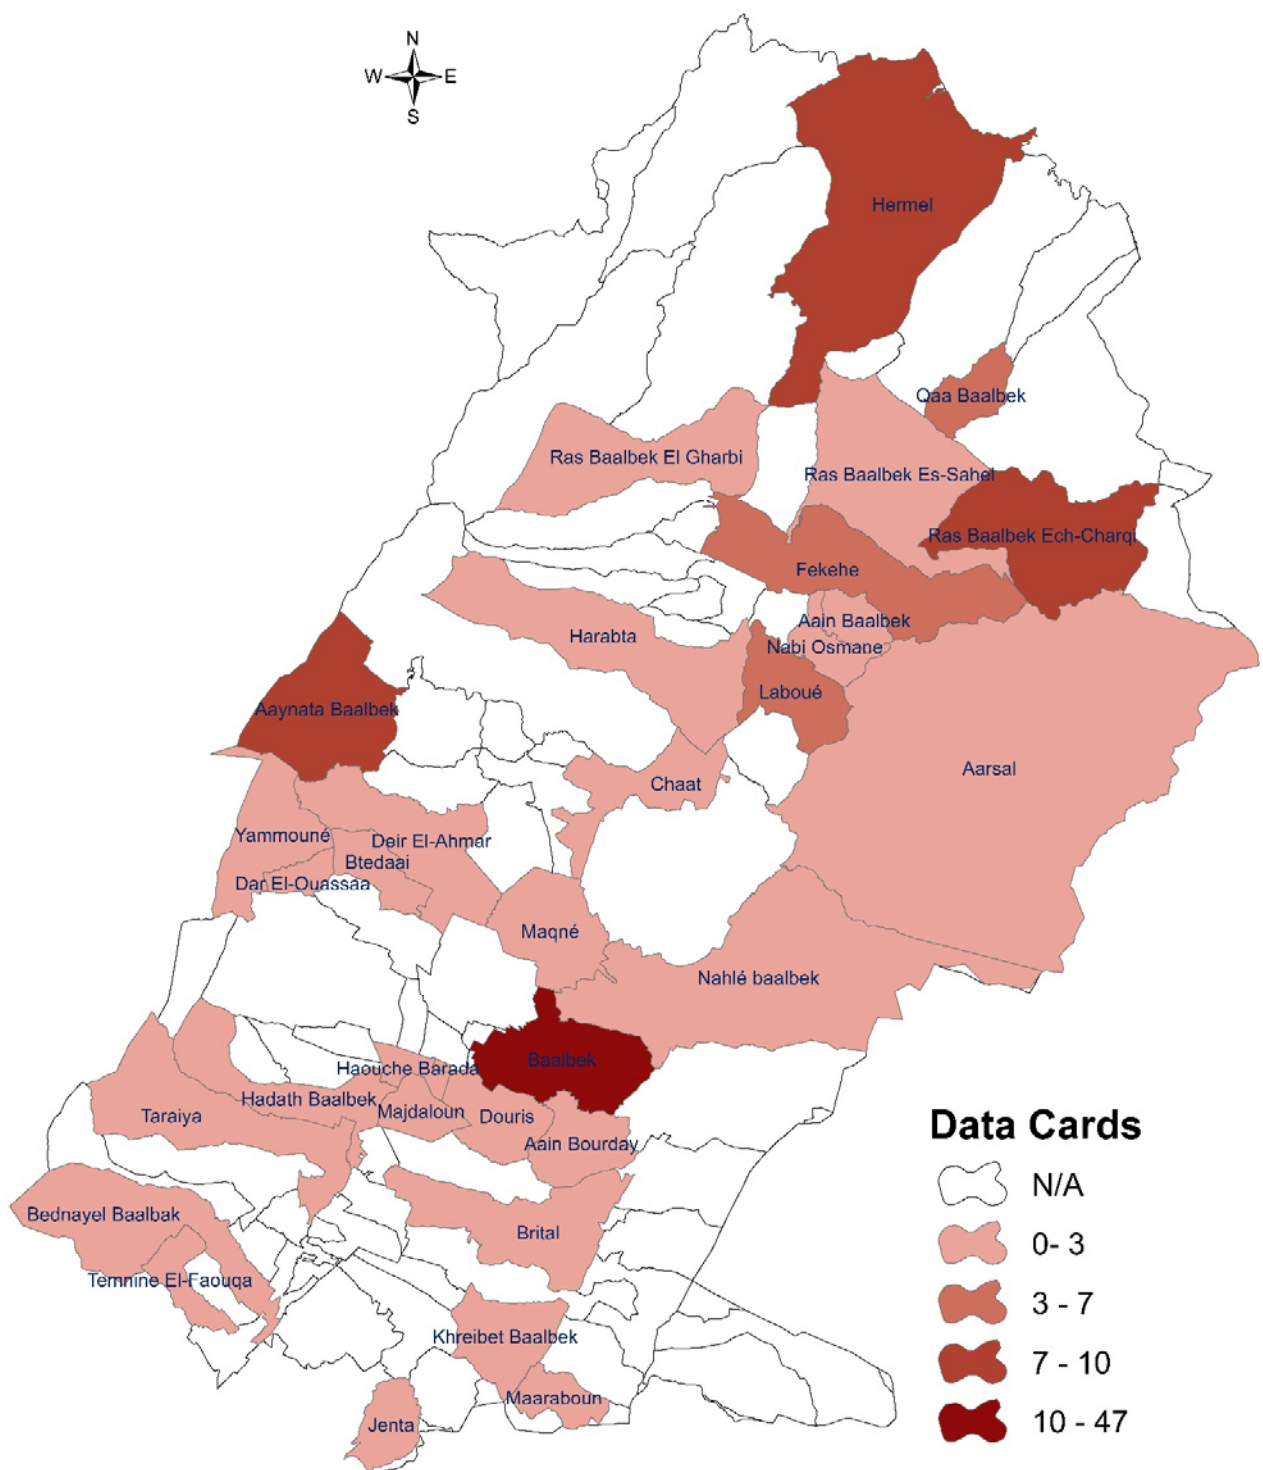 N
W E
S
Hermel
Qaa Baalbek
Ras Baalbek El Gharbi
Ras Baalbek Es-Sahel
Ras Baalbek Ech-Charqi
Fekehe
Aain Baalbek
Harabta
Nabi Osmane
Laboué
Aaynata Baalbek
Aarsal
Chaat
Yammouné
Deir El-Ahmar
Btedaai
Dar El-Ouassaa
Maqné
Nahlé baalbek
Baalbek
Haouche Barada
Hadath Baalbek
Majdaloun
Douris
Taraiya
Aain Bourday
Bednayel Baalbak
Brital
Temnine El-Faouqa
Khreibet Baalbek
Maaraboun
Jenta
Data Cards
N/A
0- 3
3 - 7
7 - 10
10 - 47